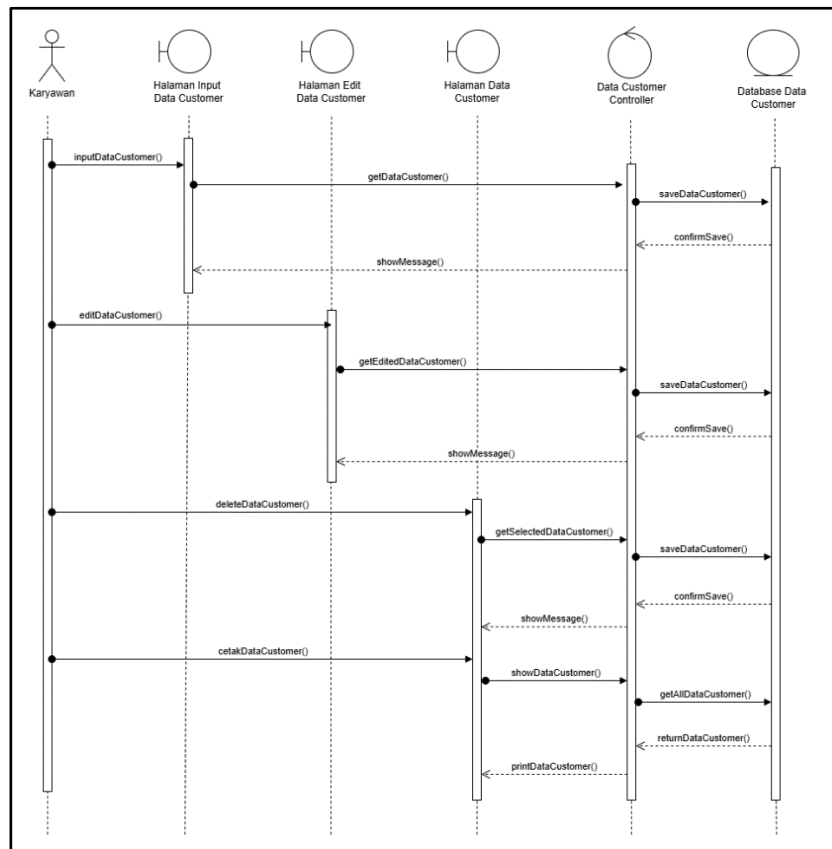 Karyawan
Halaman Input
Data Customer
Halaman Edit
Data Customer
Halaman Data
Customer
Data Customer
Controller
Database Data
Customer
inputDataCustomer()
getDataCustomer()
saveDataCustomer()
confirmSave()
showMessage()
editDataCustomer()
getEditedDataCustomer()
saveDataCustomer()
confirmSave()
showMessage()
deleteDataCustomer()
getSelectedDataCustomer()
saveDataCustomer()
confirmSave()
showMessage()
cetakDataCustomer()
showDataCustomer()
getAllDataCustomer()
returnDataCustomer()
printDataCustomer()